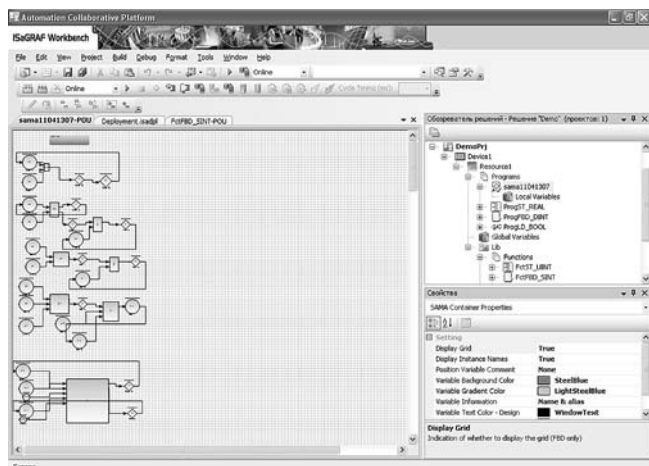 Automation Collaborative Platform
ISaGRAF Workbench
File Edit View Project Build Debug Format Tools Window Help
Online
Online
Cycle Timing (ms):
sama11041307-POU Deployment.isadpl FctFBD_SINT-POU
Обозреватель решений - Решение "Demo" (проектов: 1)
DemoPrj
Device1
Resource1
Programs
sama11041307
Local Variables
ProgST_REAL
ProgFBD_DINT
ProgLD_BOOL
Global Variables
Lib
Functions
FctST_UINT
FctFBD_SINT
Свойства
SAMA Container Properties
Setting
Display Grid True
Display Instance Names True
Position Variable Comment None
Variable Background Color SteelBlue
Variable Gradient Color LightSteelBlue
Variable Information Name & alias
Variable Text Color - Design WindowText
Display Grid
Indication of whether to display the grid (FBD only)